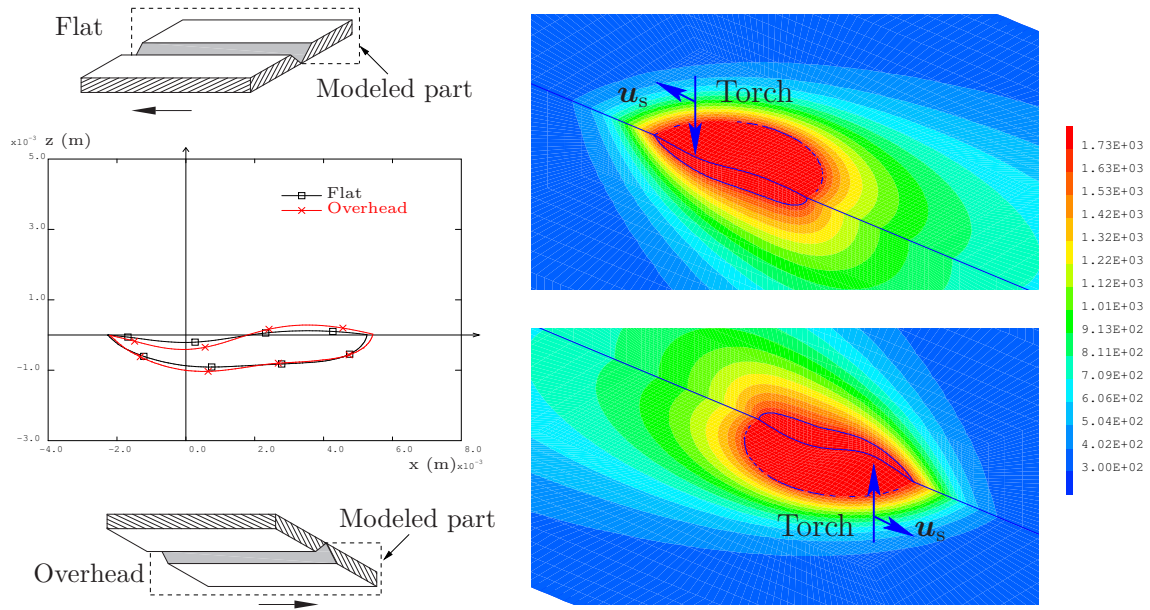 Flat
Modeled part
×10⁻³ z (m)
5.0
3.0
1.0
-1.0
-3.0
Flat
Overhead
-4.0 -2.0 0.0 2.0 4.0 6.0 8.0
x (m)×10⁻³
Modeled part
Overhead
uₛ Torch
Torch uₛ
1.73E+03
1.63E+03
1.53E+03
1.42E+03
1.32E+03
1.22E+03
1.12E+03
1.01E+03
9.13E+02
8.11E+02
7.09E+02
6.06E+02
5.04E+02
4.02E+02
3.00E+02